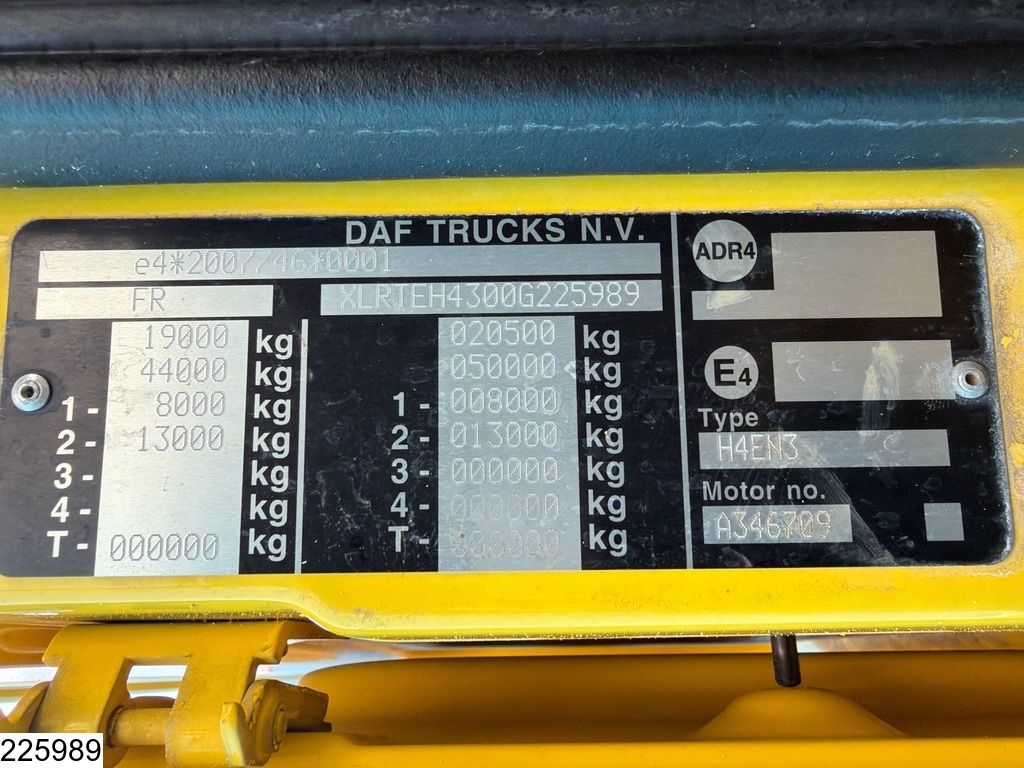 DAF TRUCKS N.V.
e4*2007/46*0001
FR XLRTEH4300G225989
19000 kg 020500 kg
44000 kg 050000 kg
1 - 8000 kg 1 - 008000 kg
2 - 13000 kg 2 - 013000 kg
3 - kg 3 - 000000 kg
4 - kg 4 - 000000 kg
T - 000000 kg T - 000000 kg
ADR4
E4
Type
H4EN3
Motor no.
A346709
225989